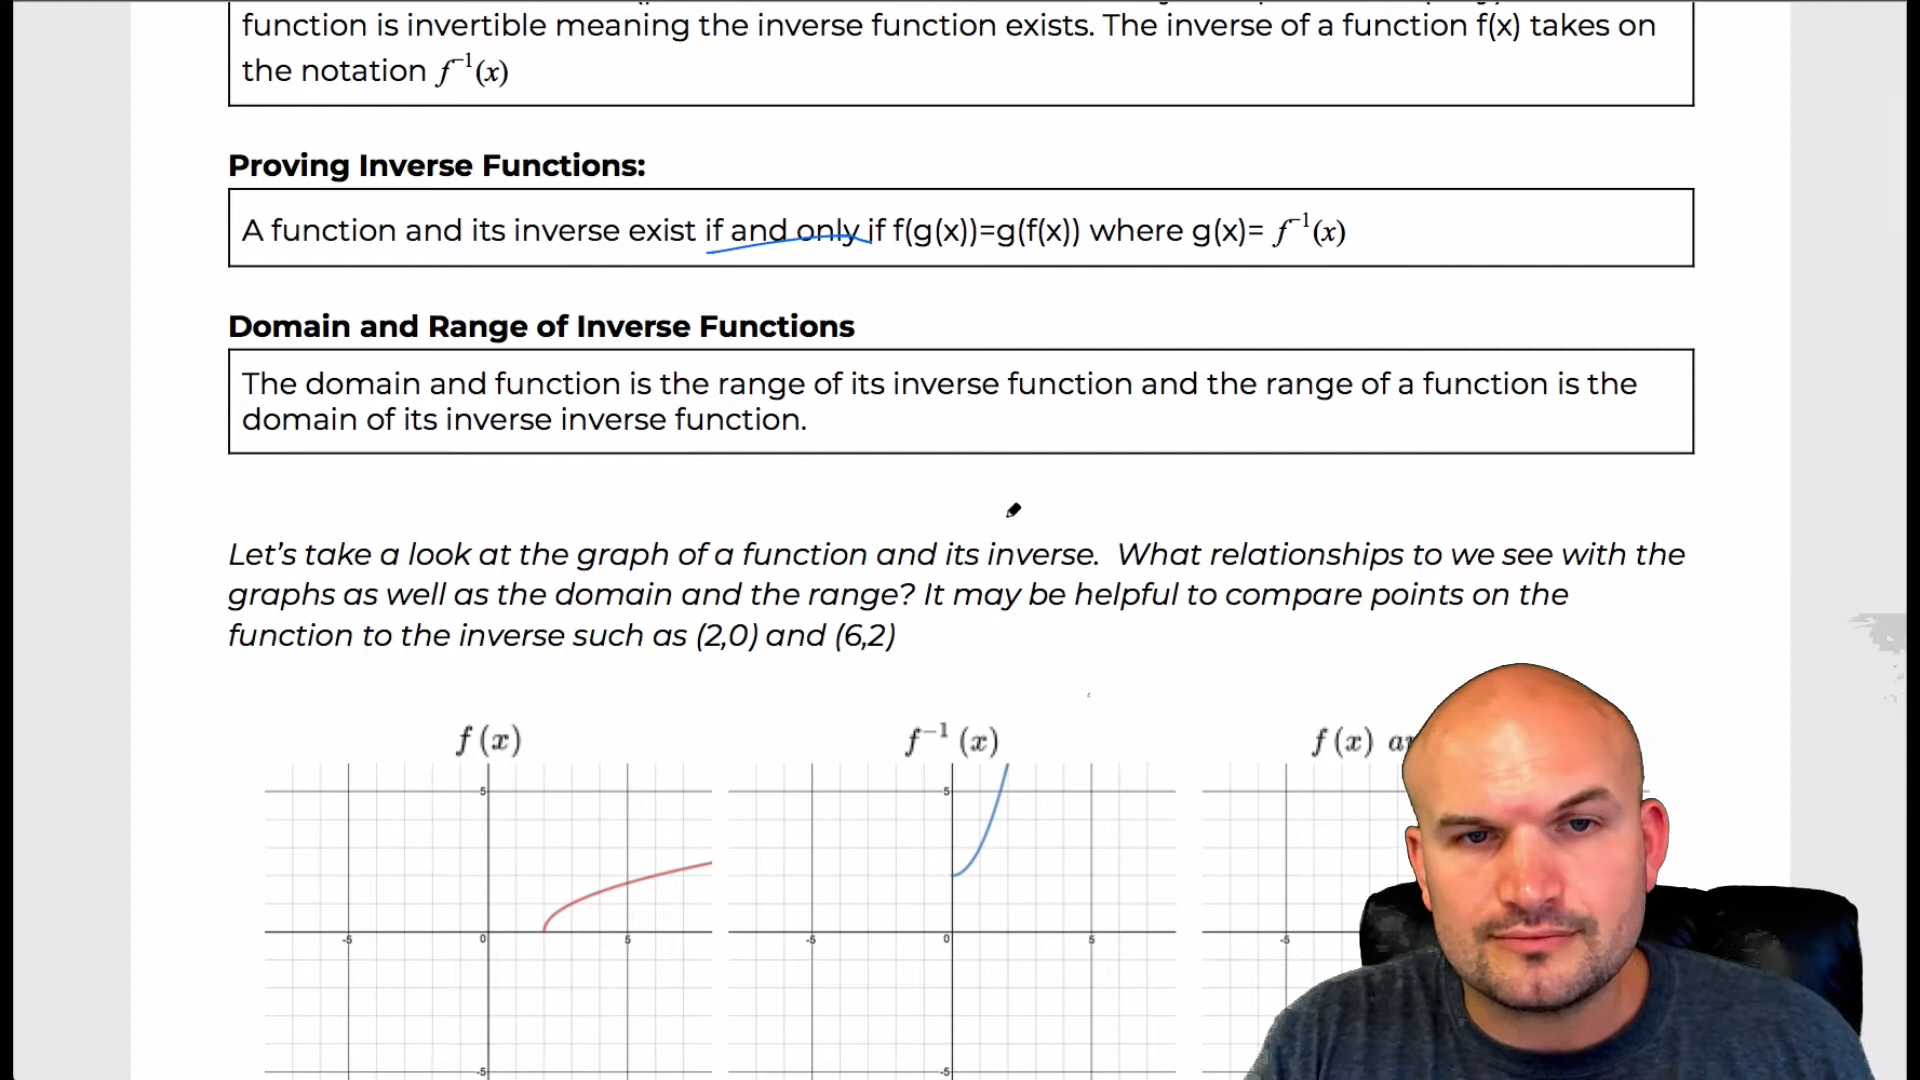 function is invertible meaning the inverse function exists. The inverse of a function f(x) takes on
the notation f⁻¹(x)
Proving Inverse Functions:
A function and its inverse exist if and only if f(g(x))=g(f(x)) where g(x)= f⁻¹(x)
Domain and Range of Inverse Functions
The domain and function is the range of its inverse function and the range of a function is the
domain of its inverse inverse function.
Let's take a look at the graph of a function and its inverse. What relationships to we see with the
graphs as well as the domain and the range? It may be helpful to compare points on the
function to the inverse such as (2,0) and (6,2)
f (x)
5
-5 0 5
-5
f⁻¹ (x)
5
-5 0 5
-5
f (x)
-5